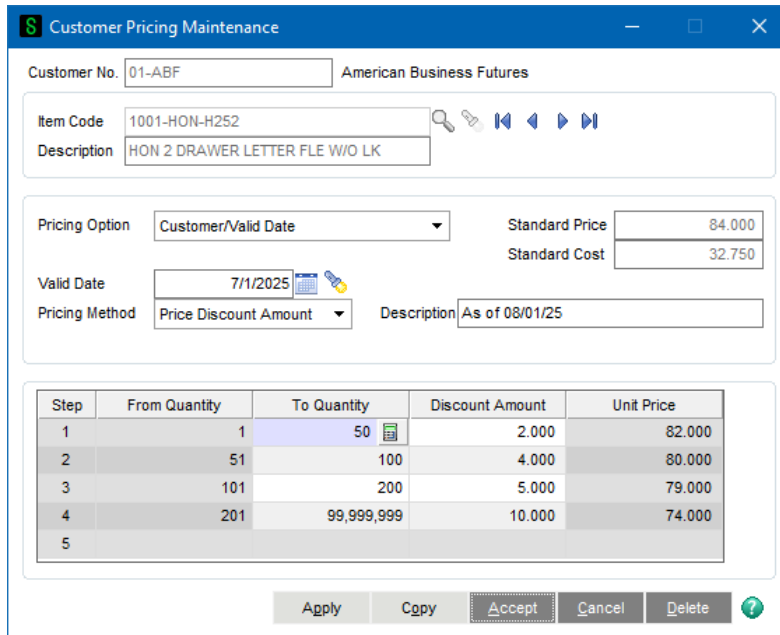 S Customer Pricing Maintenance
Customer No. 01-ABF American Business Futures
Item Code 1001-HON-H252
Description HON 2 DRAWER LETTER FLE W/O LK
Pricing Option Customer/Valid Date Standard Price 84.000
Standard Cost 32.750
Valid Date 7/1/2025
Pricing Method Price Discount Amount Description As of 08/01/25
Step From Quantity To Quantity Discount Amount Unit Price
1 1 50 2.000 82.000
2 51 100 4.000 80.000
3 101 200 5.000 79.000
4 201 99,999,999 10.000 74.000
5
Apply Copy Accept Cancel Delete ?